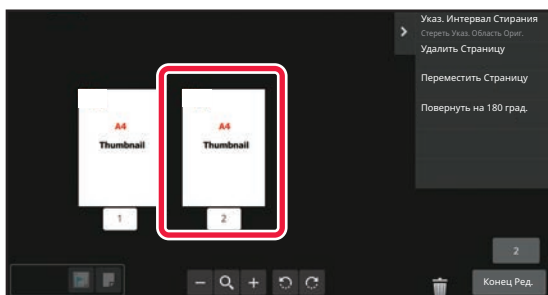 Указ. Интервал Стирания
Стереть Указ. Область Ориг.
Удалить Страницу
Переместить Страницу
Повернуть на 180 град.
A4
Thumbnail
1
A4
Thumbnail
2
2
Конец Ред.